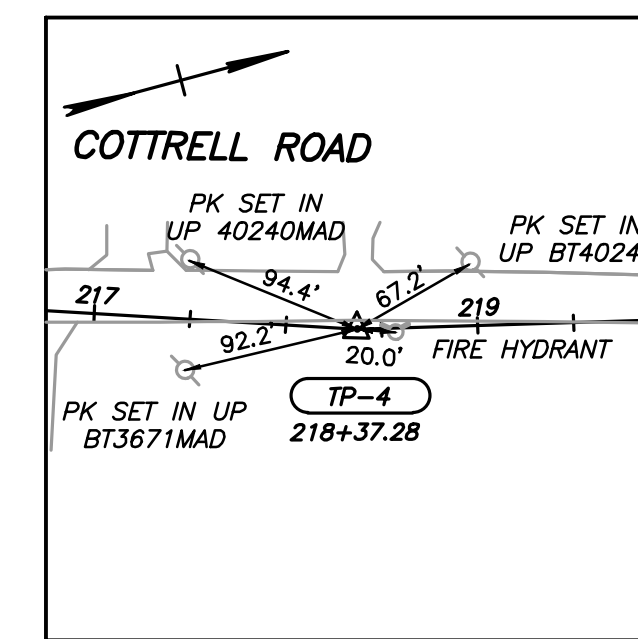 COTTRELL ROAD
PK SET IN
UP 40240MAD
PK SET IN
UP BT4024
94.4'
67.2'
217
219
92.2'
20.0'
FIRE HYDRANT
TP-4
218+37.28
PK SET IN UP
BT3671MAD